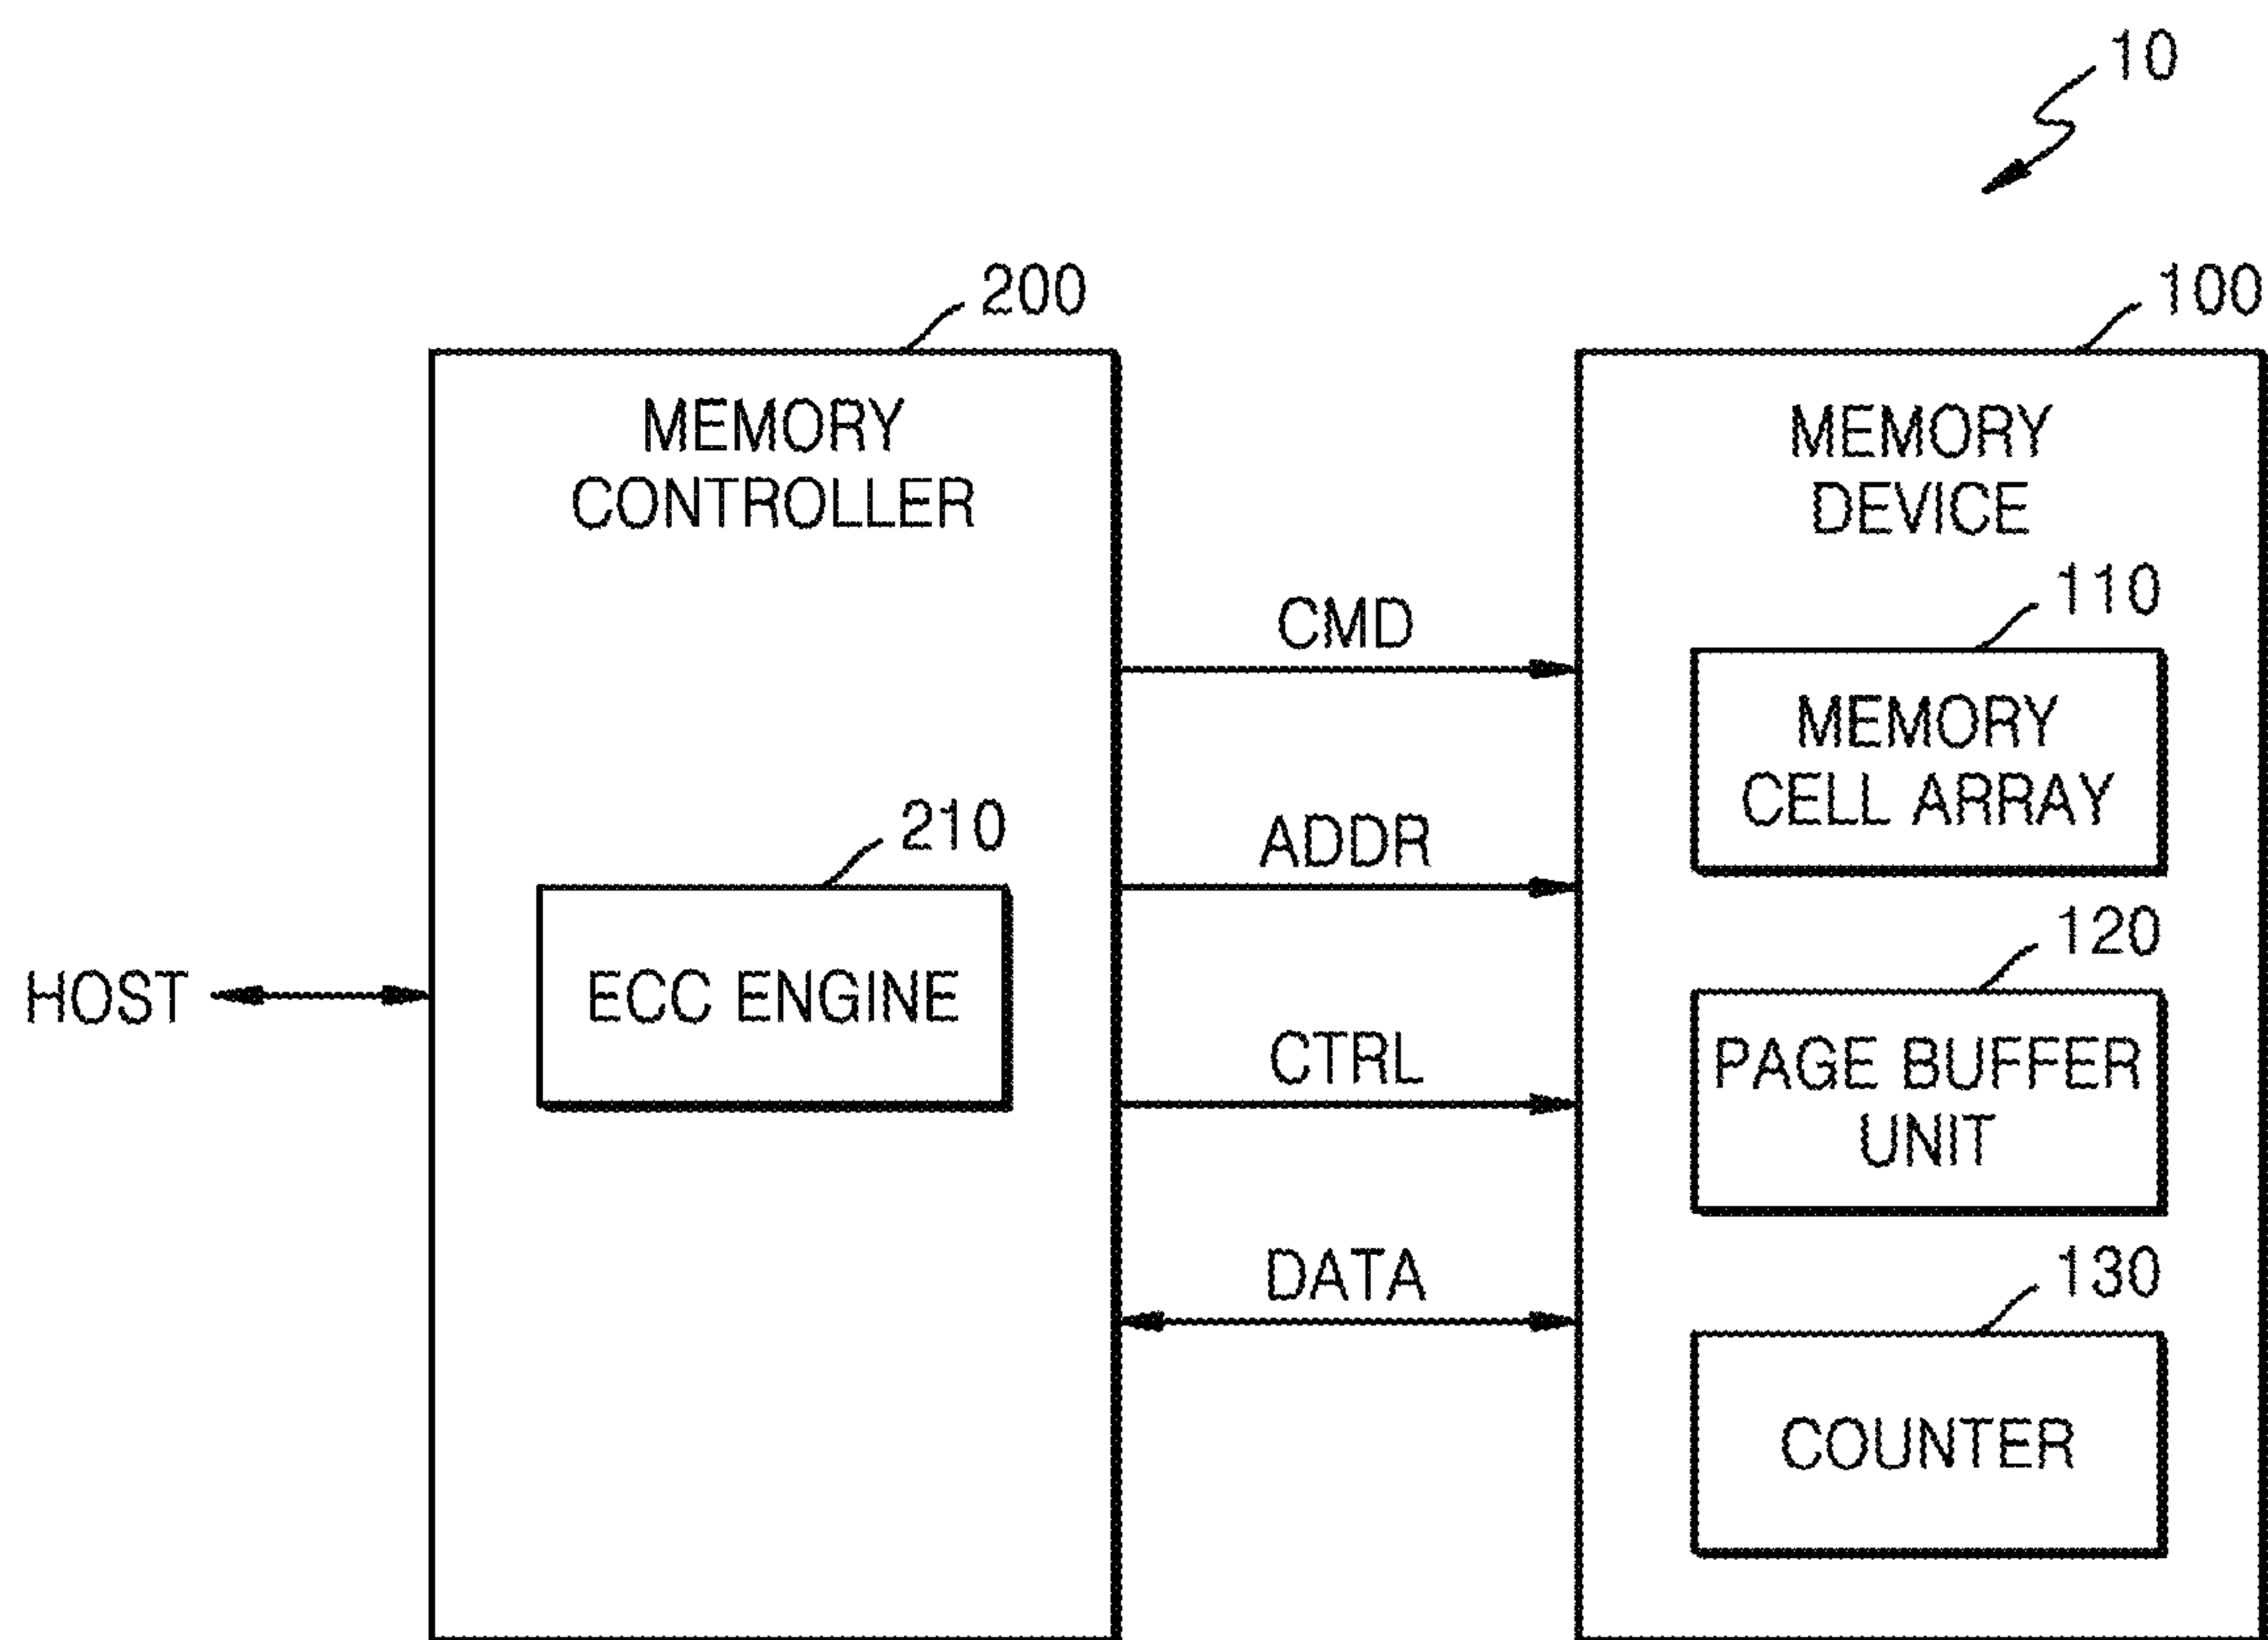 10
200
100
MEMORY
CONTROLLER
MEMORY
DEVICE
CMD
110
MEMORY
CELL ARRAY
ADDR
210
ECC ENGINE
HOST
120
PAGE BUFFER
UNIT
CTRL
DATA
130
COUNTER